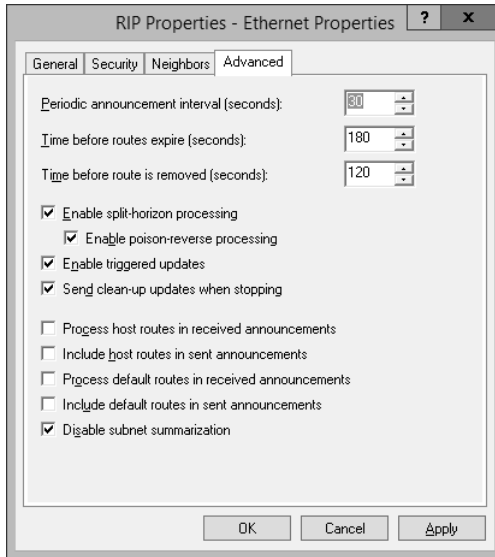 RIP Properties - Ethernet Properties ? x
General Security Neighbors Advanced
Periodic announcement interval (seconds): 30
Time before routes expire (seconds): 180
Time before route is removed (seconds): 120
Enable split-horizon processing
Enable poison-reverse processing
Enable triggered updates
Send clean-up updates when stopping
Process host routes in received announcements
Include host routes in sent announcements
Process default routes in received announcements
Include default routes in sent announcements
Disable subnet summarization
OK Cancel Apply